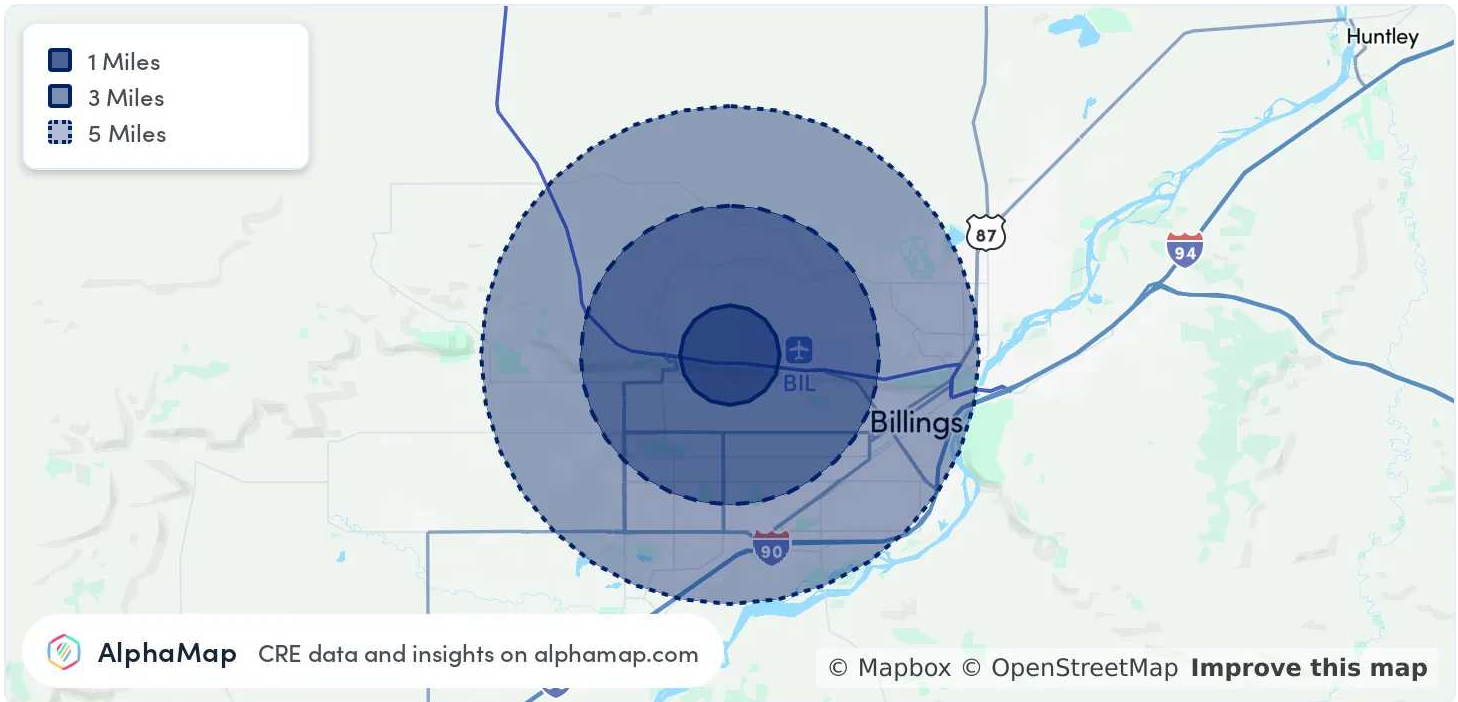 1 Miles
3 Miles
5 Miles
Huntley
87
94
BIL
Billings
90
AlphaMap CRE data and insights on alphamap.com
© Mapbox © OpenStreetMap Improve this map